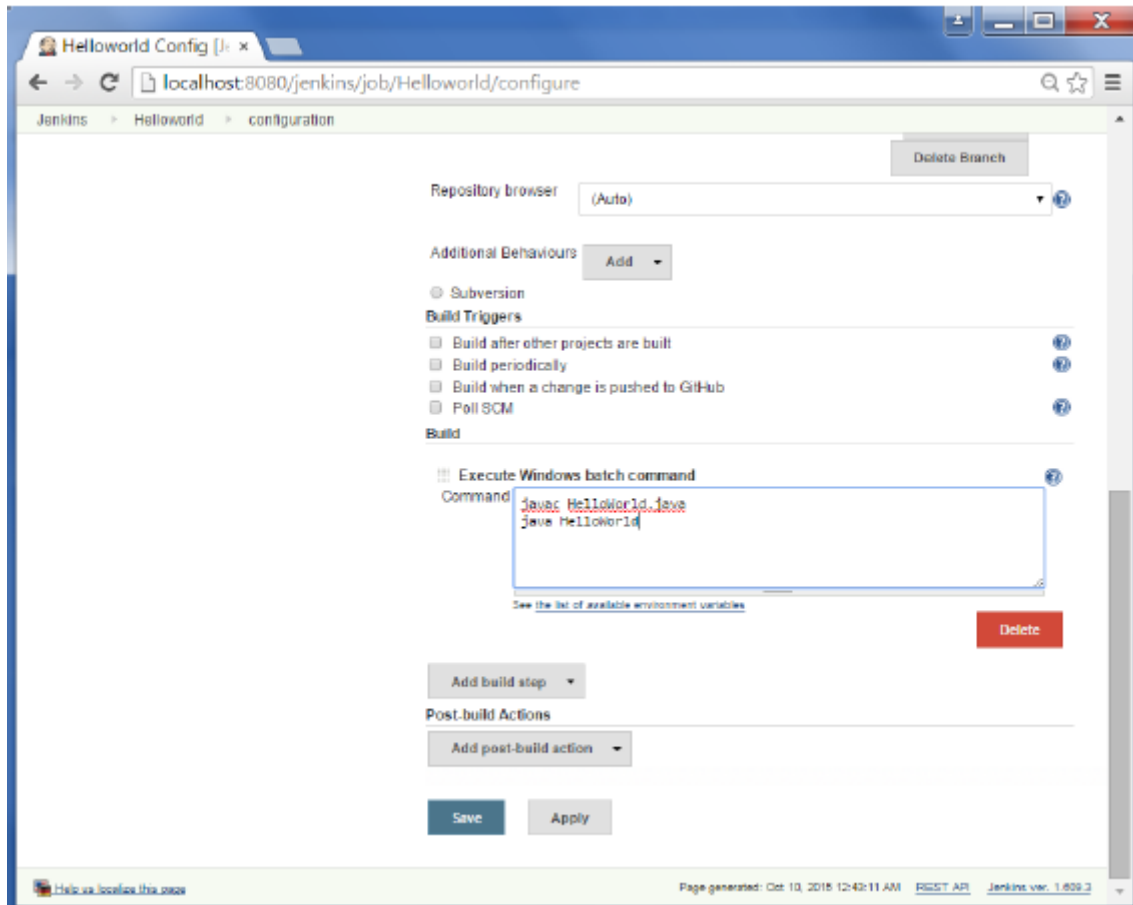 Helloworld Config [Je
localhost:8080/jenkins/job/Helloworld/configure
Jenkins Helloworld configuration
Delete Branch
Repository browser (Auto)
Additional Behaviours Add
Subversion
Build Triggers
Build after other projects are built
Build periodically
Build when a change is pushed to GitHub
Poll SCM
Build
Execute Windows batch command
Command
javac HelloWorld.java
java HelloWorld
See the list of available environment variables
Delete
Add build step
Post-build Actions
Add post-build action
Save Apply
Help us localize this page Page generated: Oct 10, 2015 12:43:11 AM REST API Jenkins ver. 1.609.3